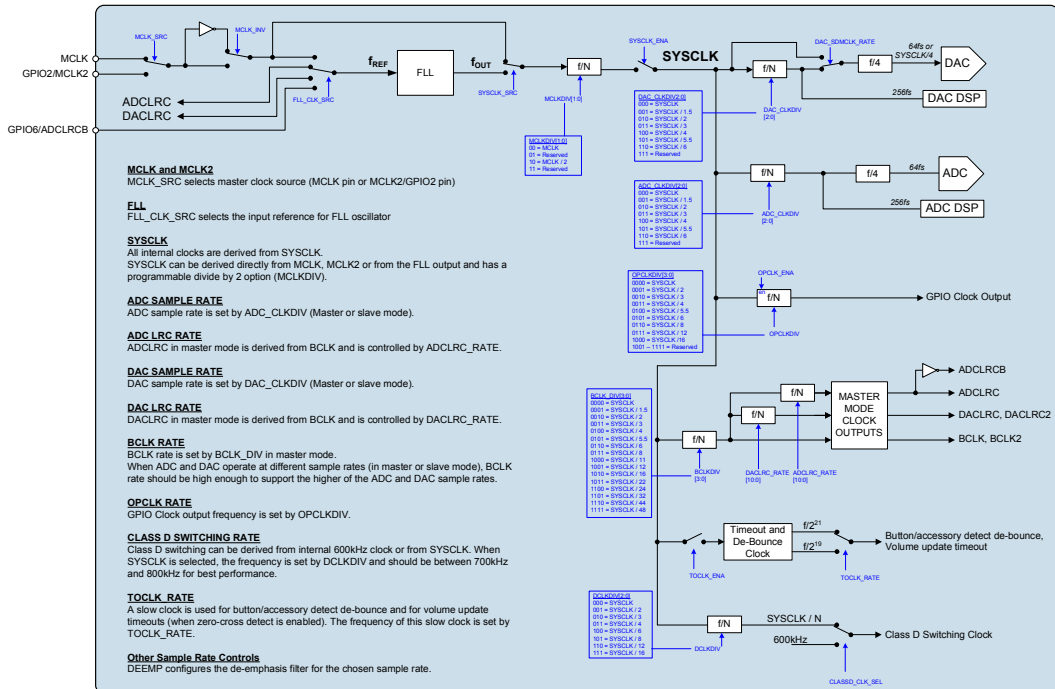 MCLK_SRC
MCLK_INV
MCLK
GPIO2/MCLK2
ADCLRC
DACLRC
GPIO6/ADCLRCB
FLL_CLK_SRC
fREF
FLL
fOUT
SYSCLK_SRC
f/N
MCLKDIV[1:0]
MCLKDIV[1:0]
00 = MCLK
01 = Reserved
10 = MCLK / 2
11 = Reserved
SYSCLK_ENA
SYSCLK
DAC_SDMCLK_RATE
f/N
f/4
64fs or
SYSCLK/4
DAC
256fs
DAC DSP
DAC_CLKDIV
[2:0]
DAC_CLKDIV[2:0]
000 = SYSCLK
001 = SYSCLK / 1.5
010 = SYSCLK / 2
011 = SYSCLK / 3
100 = SYSCLK / 4
101 = SYSCLK / 5.5
110 = SYSCLK / 6
111 = Reserved
f/N
f/4
64fs
ADC
256fs
ADC DSP
ADC_CLKDIV
[2:0]
ADC_CLKDIV[2:0]
000 = SYSCLK
001 = SYSCLK / 1.5
010 = SYSCLK / 2
011 = SYSCLK / 3
100 = SYSCLK / 4
101 = SYSCLK / 5.5
110 = SYSCLK / 6
111 = Reserved
OPCLK_ENA
en
f/N
OPCLKDIV
GPIO Clock Output
OPCLKDIV[3:0]
0000 = SYSCLK
0001 = SYSCLK / 2
0010 = SYSCLK / 3
0011 = SYSCLK / 4
0100 = SYSCLK / 5.5
0101 = SYSCLK / 6
0110 = SYSCLK / 8
0111 = SYSCLK / 12
1000 = SYSCLK /16
1001 – 1111 = Reserved
BCLK_DIV[3:0]
0000 = SYSCLK
0001 = SYSCLK / 1.5
0010 = SYSCLK / 2
0011 = SYSCLK / 3
0100 = SYSCLK / 4
0101 = SYSCLK / 5.5
0110 = SYSCLK / 6
0111 = SYSCLK / 8
1000 = SYSCLK / 11
1001 = SYSCLK / 12
1010 = SYSCLK / 16
1011 = SYSCLK / 22
1100 = SYSCLK / 24
1101 = SYSCLK / 32
1110 = SYSCLK / 44
1111 = SYSCLK / 48
f/N
BCLKDIV
[3:0]
f/N
DACLRC_RATE
[10:0]
f/N
ADCLRC_RATE
[10:0]
MASTER
MODE
CLOCK
OUTPUTS
ADCLRCB
ADCLRC
DACLRC, DACLRC2
BCLK, BCLK2
TOCLK_ENA
Timeout and
De-Bounce
Clock
f/2²¹
f/2¹⁹
TOCLK_RATE
Button/accessory detect de-bounce,
Volume update timeout
DCLKDIV[2:0]
000 = SYSCLK
001 = SYSCLK / 2
010 = SYSCLK / 3
011 = SYSCLK / 4
100 = SYSCLK / 6
101 = SYSCLK / 8
110 = SYSCLK / 12
111 = SYSCLK / 16
f/N
DCLKDIV
SYSCLK / N
600kHz
CLASSD_CLK_SEL
Class D Switching Clock
MCLK and MCLK2
MCLK_SRC selects master clock source (MCLK pin or MCLK2/GPIO2 pin)
FLL
FLL_CLK_SRC selects the input reference for FLL oscillator
SYSCLK
All internal clocks are derived from SYSCLK.
SYSCLK can be derived directly from MCLK, MCLK2 or from the FLL output and has a
programmable divide by 2 option (MCLKDIV).
ADC SAMPLE RATE
ADC sample rate is set by ADC_CLKDIV (Master or slave mode).
ADC LRC RATE
ADCLRC in master mode is derived from BCLK and is controlled by ADCLRC_RATE.
DAC SAMPLE RATE
DAC sample rate is set by DAC_CLKDIV (Master or slave mode).
DAC LRC RATE
DACLRC in master mode is derived from BCLK and is controlled by DACLRC_RATE.
BCLK RATE
BCLK rate is set by BCLK_DIV in master mode.
When ADC and DAC operate at different sample rates (in master or slave mode), BCLK
rate should be high enough to support the higher of the ADC and DAC sample rates.
OPCLK RATE
GPIO Clock output frequency is set by OPCLKDIV.
CLASS D SWITCHING RATE
Class D switching can be derived from internal 600kHz clock or from SYSCLK. When
SYSCLK is selected, the frequency is set by DCLKDIV and should be between 700kHz
and 800kHz for best performance.
TOCLK_RATE
A slow clock is used for button/accessory detect de-bounce and for volume update
timeouts (when zero-cross detect is enabled). The frequency of this slow clock is set by
TOCLK_RATE.
Other Sample Rate Controls
DEEMP configures the de-emphasis filter for the chosen sample rate.